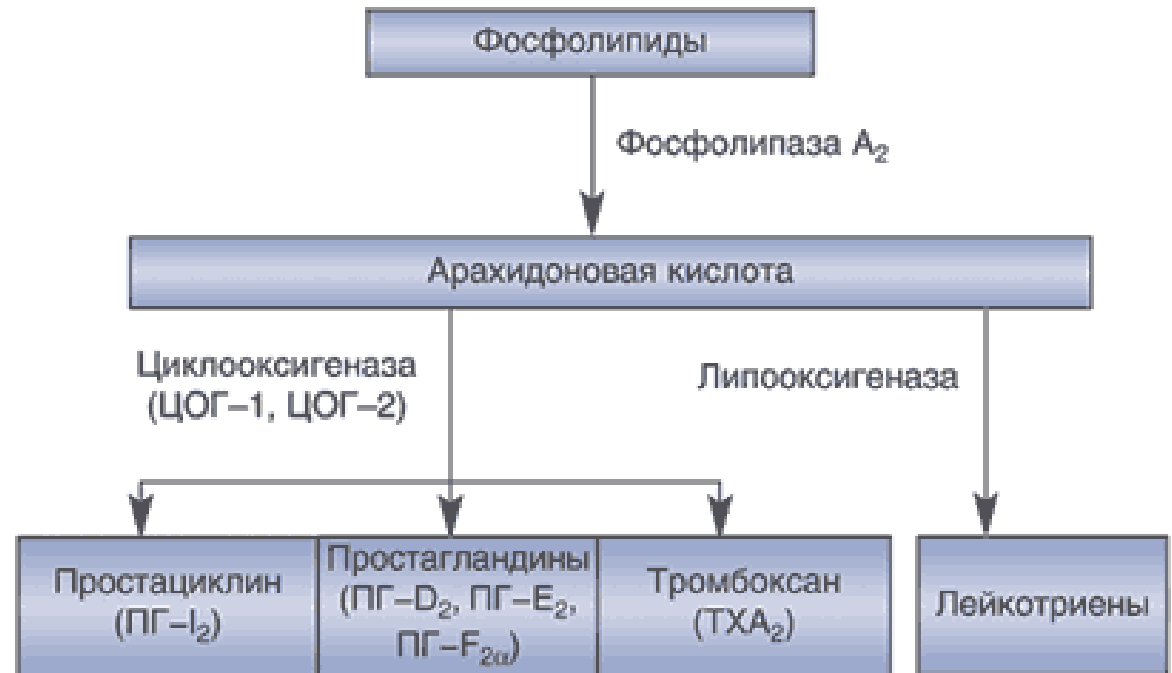 Фосфолипиды
Фосфолипаза A₂
Арахидоновая кислота
Циклооксигеназа
(ЦОГ–1, ЦОГ–2)
Липооксигеназа
Простациклин
(ПГ–I₂)
Простагландины
(ПГ–D₂, ПГ–E₂,
ПГ–F₂α)
Тромбоксан
(TXA₂)
Лейкотриены